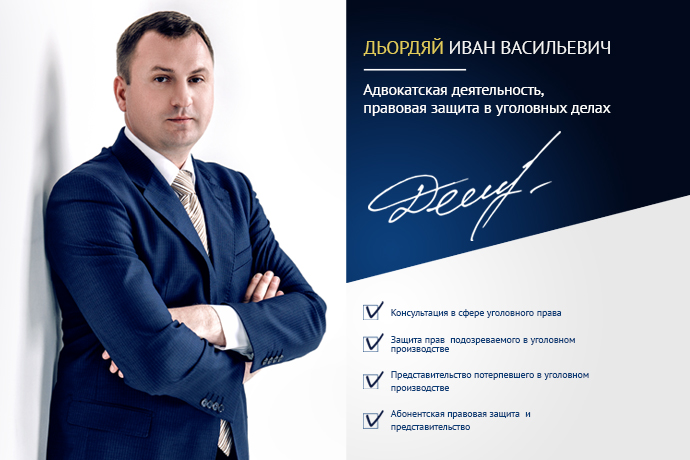 ДЬОРДЯЙ ИВАН ВАСИЛЬЕВИЧ
Адвокатская деятельность,
правовая защита в уголовных делах
Консультация в сфере уголовного права
Защита прав подозреваемого в уголовном
производстве
Представительство потерпевшего в уголовном
производстве
Абонентская правовая защита и
представительство